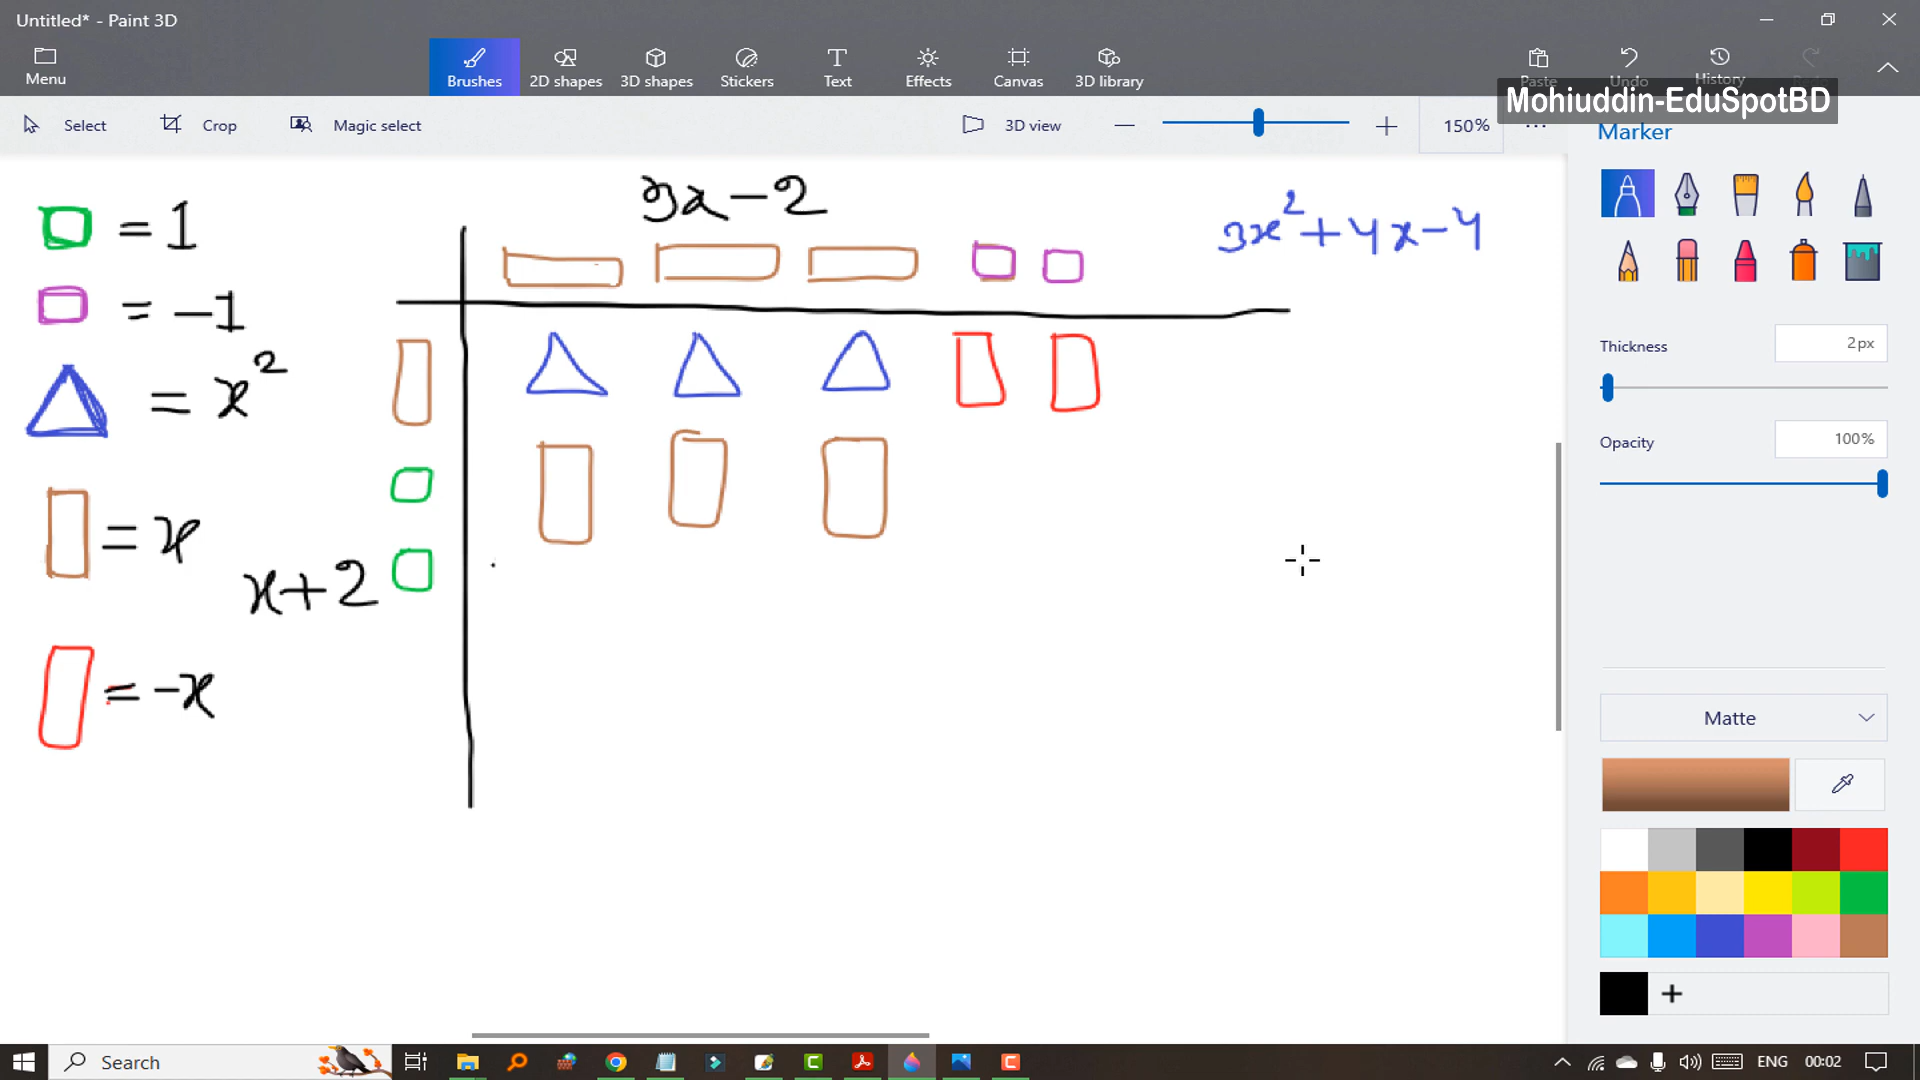 Untitled* - Paint 3D
Menu
Brushes
2D shapes
3D shapes
Stickers
Text
Effects
Canvas
3D library
Paste
Undo
History
Redo
Mohiuddin-EduSpotBD
Select
Crop
Magic select
3D view
150%
Marker
Thickness
2px
Opacity
100%
Matte
3x - 2
3x² + 4x - 4
= 1
= -1
= x²
= x
x + 2
= -x
Search
ENG
00:02